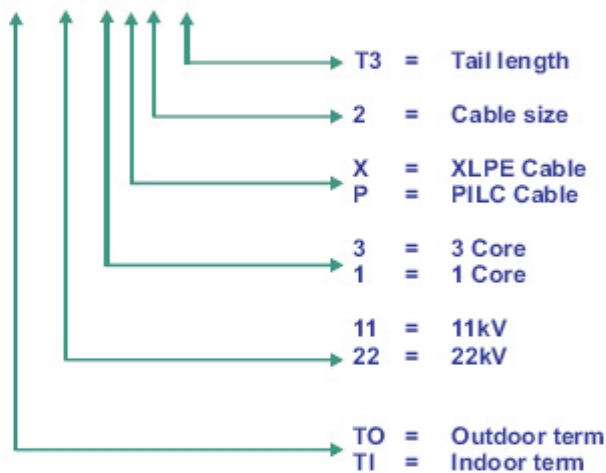 T3 = Tail length
2 = Cable size
X = XLPE Cable
P = PILC Cable
3 = 3 Core
1 = 1 Core
11 = 11kV
22 = 22kV
TO = Outdoor term
TI = Indoor term